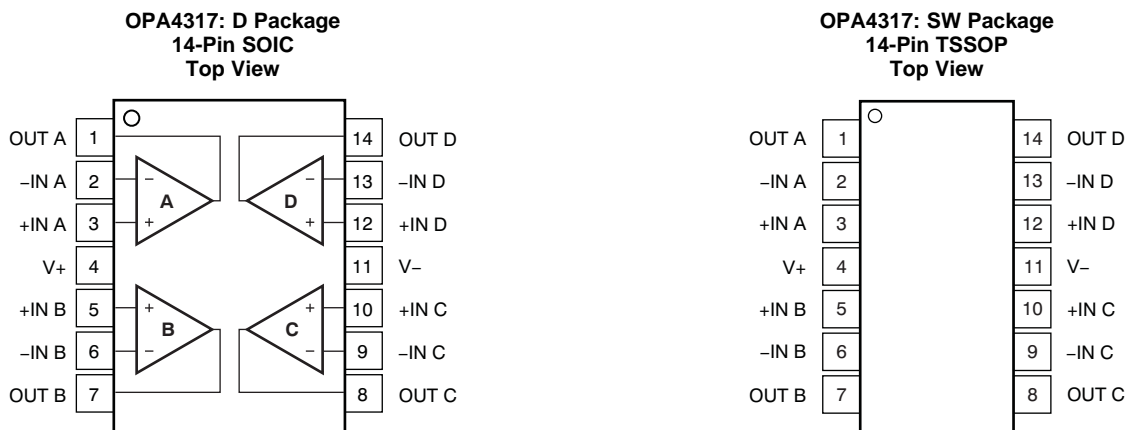 OPA4317: D Package
14-Pin SOIC
Top View
OUT A 1 14 OUT D
−IN A 2 − A − D 13 −IN D
+IN A 3 + + 12 +IN D
V+ 4 11 V−
+IN B 5 + + 10 +IN C
B C
−IN B 6 − − 9 −IN C
OUT B 7 8 OUT C
OPA4317: SW Package
14-Pin TSSOP
Top View
OUT A 1 14 OUT D
−IN A 2 13 −IN D
+IN A 3 12 +IN D
V+ 4 11 V−
+IN B 5 10 +IN C
−IN B 6 9 −IN C
OUT B 7 8 OUT C